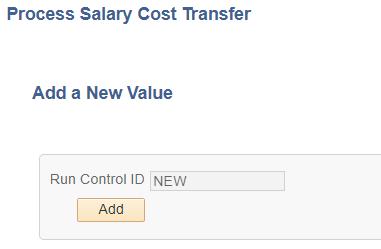 Process Salary Cost Transfer
Add a New Value
Run Control ID NEW
Add